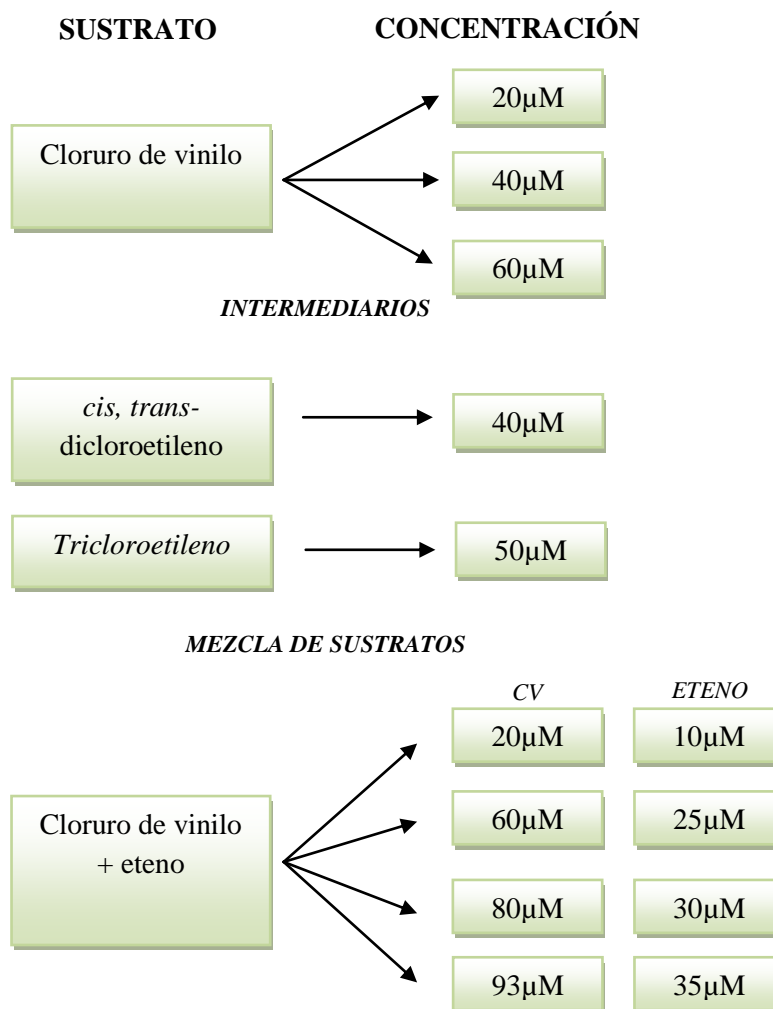 SUSTRATO CONCENTRACIÓN
20µM
Cloruro de vinilo
40µM
60µM
INTERMEDIARIOS
cis, trans-
dicloroetileno
40µM
Tricloroetileno
50µM
MEZCLA DE SUSTRATOS
CV ETENO
20µM 10µM
Cloruro de vinilo
+ eteno
60µM 25µM
80µM 30µM
93µM 35µM